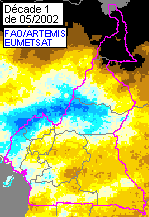 Décade 1
de 05/2002
FAO/ARTEMIS
EUMETSAT